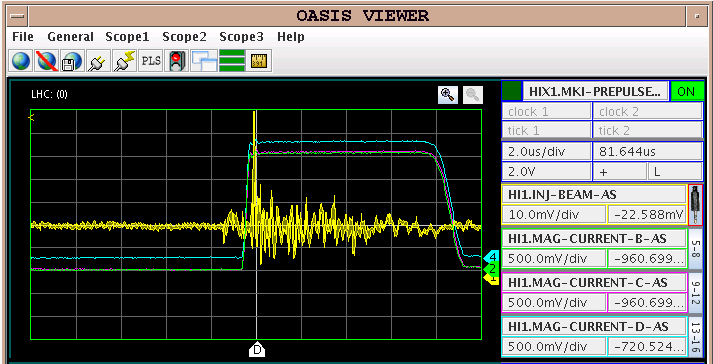 OASIS VIEWER
File General Scope1 Scope2 Scope3 Help
PLS
LHC: (0)
HIX1.MKI-PREPULSE... ON
clock 1 clock 2
tick 1 tick 2
2.0us/div 81.644us
2.0V + L
HI1.INJ-BEAM-AS
10.0mV/div -22.588mV
HI1.MAG-CURRENT-B-AS
500.0mV/div -960.699...
5-8
HI1.MAG-CURRENT-C-AS
500.0mV/div -960.699...
9-12
HI1.MAG-CURRENT-D-AS
500.0mV/div -720.524...
13-16
4
2
1
D